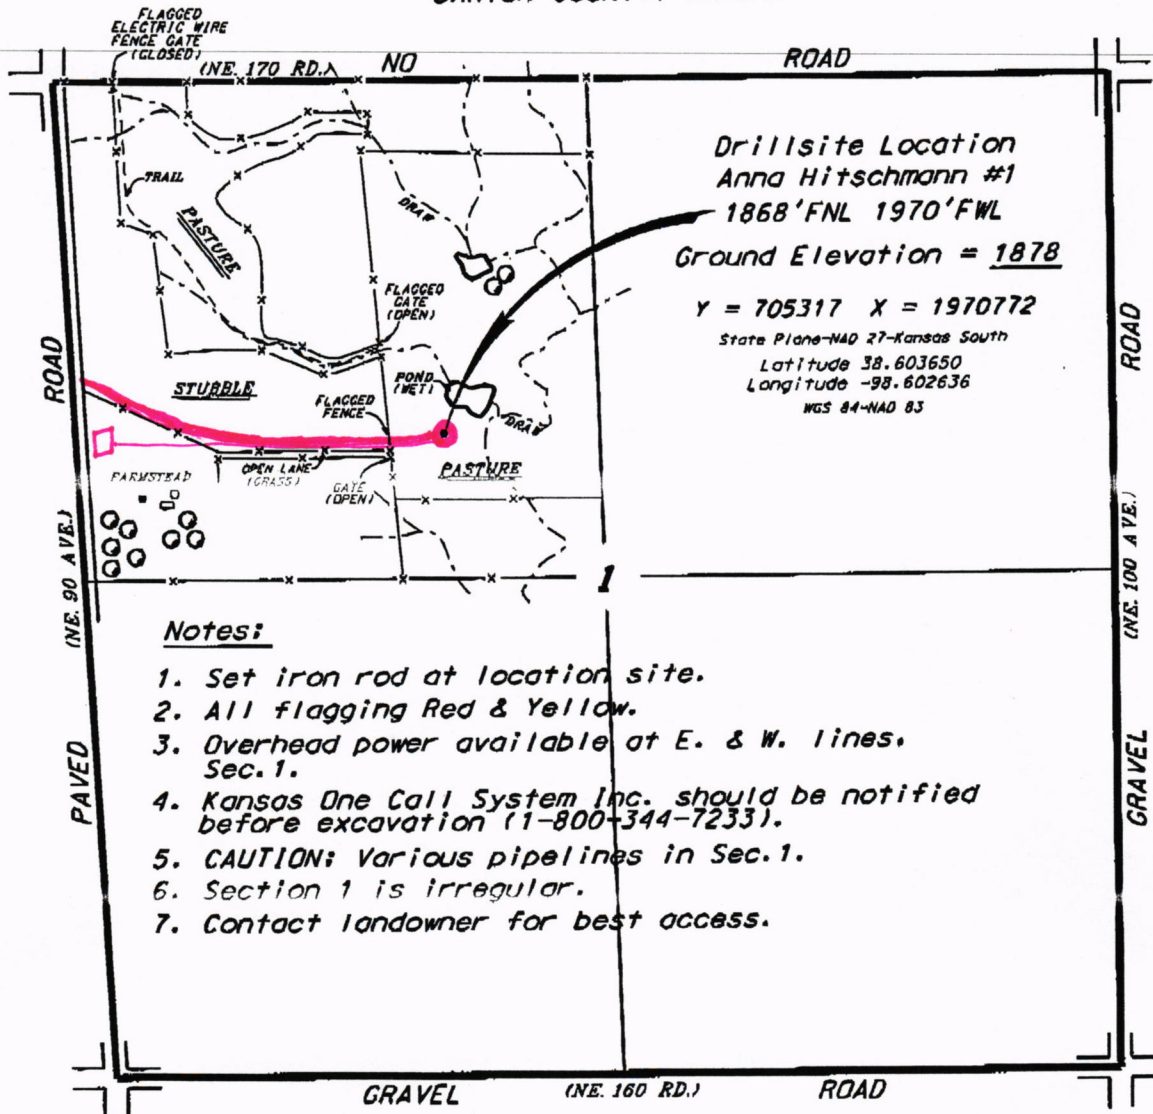 FLAGGED
ELECTRIC WIRE
FENCE GATE
(CLOSED)
(NE. 170 RD.)
NO
ROAD
TRAIL
PASTURE
DRAW
Drillsite Location
Anna Hitschmann #1
1868'FNL 1970'FWL
Ground Elevation = 1878
Y = 705317 X = 1970772
State Plane-NAD 27-Kansas South
Latitude 38.603650
Longitude -98.602636
WGS 84-NAD 83
FLAGGED
GATE
(OPEN)
ROAD
ROAD
STUBBLE
POND
(WET)
FLAGGED
FENCE
DRAW
PASTURE
FARMSTEAD
OPEN LANE
(GRASS)
GATE
(OPEN)
(NE. 90 AVE.)
(NE. 100 AVE.)
1
Notes:
1. Set iron rod at location site.
2. All flagging Red & Yellow.
3. Overhead power available at E. & W. lines.
Sec. 1.
4. Kansas One Call System Inc. should be notified
before excavation (1-800-344-7233).
5. CAUTION: Various pipelines in Sec. 1.
6. Section 1 is irregular.
7. Contact landowner for best access.
PAVED
GRAVEL
GRAVEL
(NE. 160 RD.)
ROAD